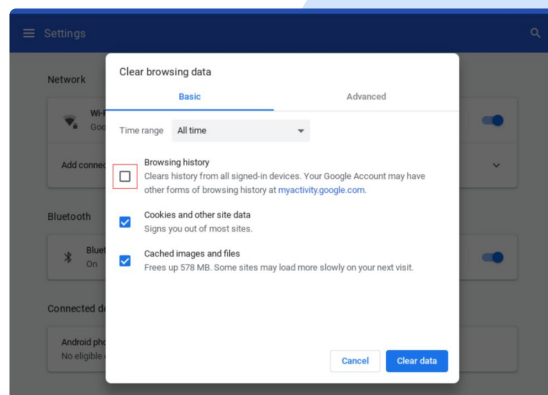 Settings
Network
Clear browsing data
Basic
Advanced
Time range
All time
Add connec
Browsing history
Clears history from all signed-in devices. Your Google Account may have
other forms of browsing history at myactivity.google.com.
Bluetooth
Cookies and other site data
Signs you out of most sites.
Bluet
On
Cached images and files
Frees up 578 MB. Some sites may load more slowly on your next visit.
Connected de
Android pho
No eligible
Cancel
Clear data